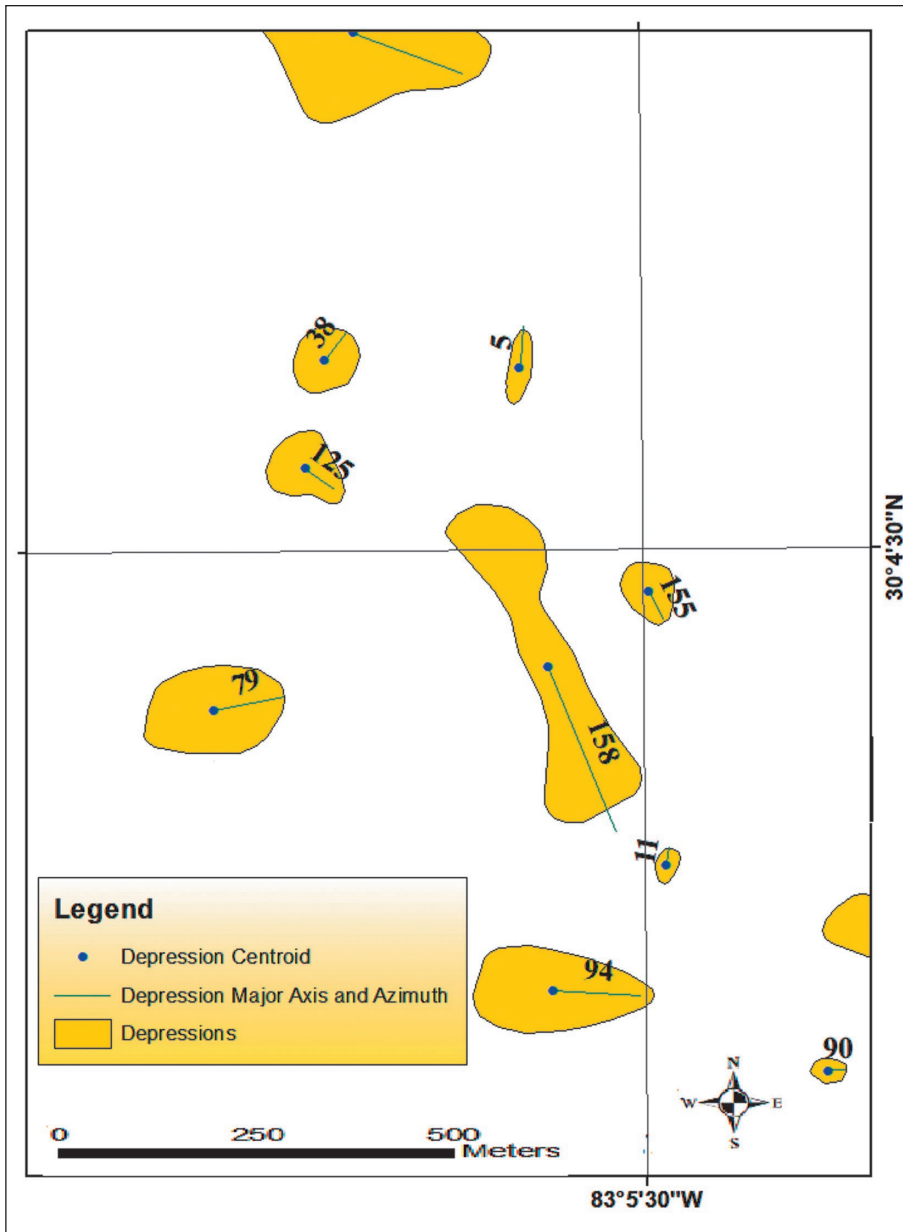 38
5
125
30°4'30"N
155
79
158
11
Legend
Depression Centroid
Depression Major Axis and Azimuth
Depressions
94
90
N
W E
S
0 250 500
Meters
83°5'30"W